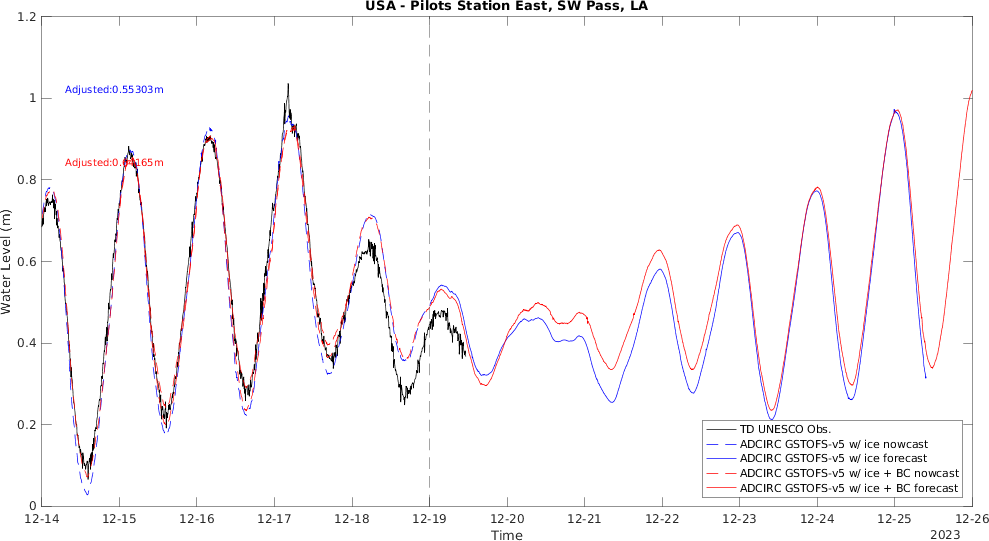 USA - Pilots Station East, SW Pass, LA
1.2
1
0.8
0.6
0.4
0.2
0
Water Level (m)
Adjusted:0.55303m
TD UNESCO Obs.
ADCIRC GSTOFS-v5 w/ ice nowcast
ADCIRC GSTOFS-v5 w/ ice forecast
ADCIRC GSTOFS-v5 w/ ice + BC nowcast
ADCIRC GSTOFS-v5 w/ ice + BC forecast
12-14 12-15 12-16 12-17 12-18 12-19 12-20 12-21 12-22 12-23 12-24 12-25 12-26
Time
2023